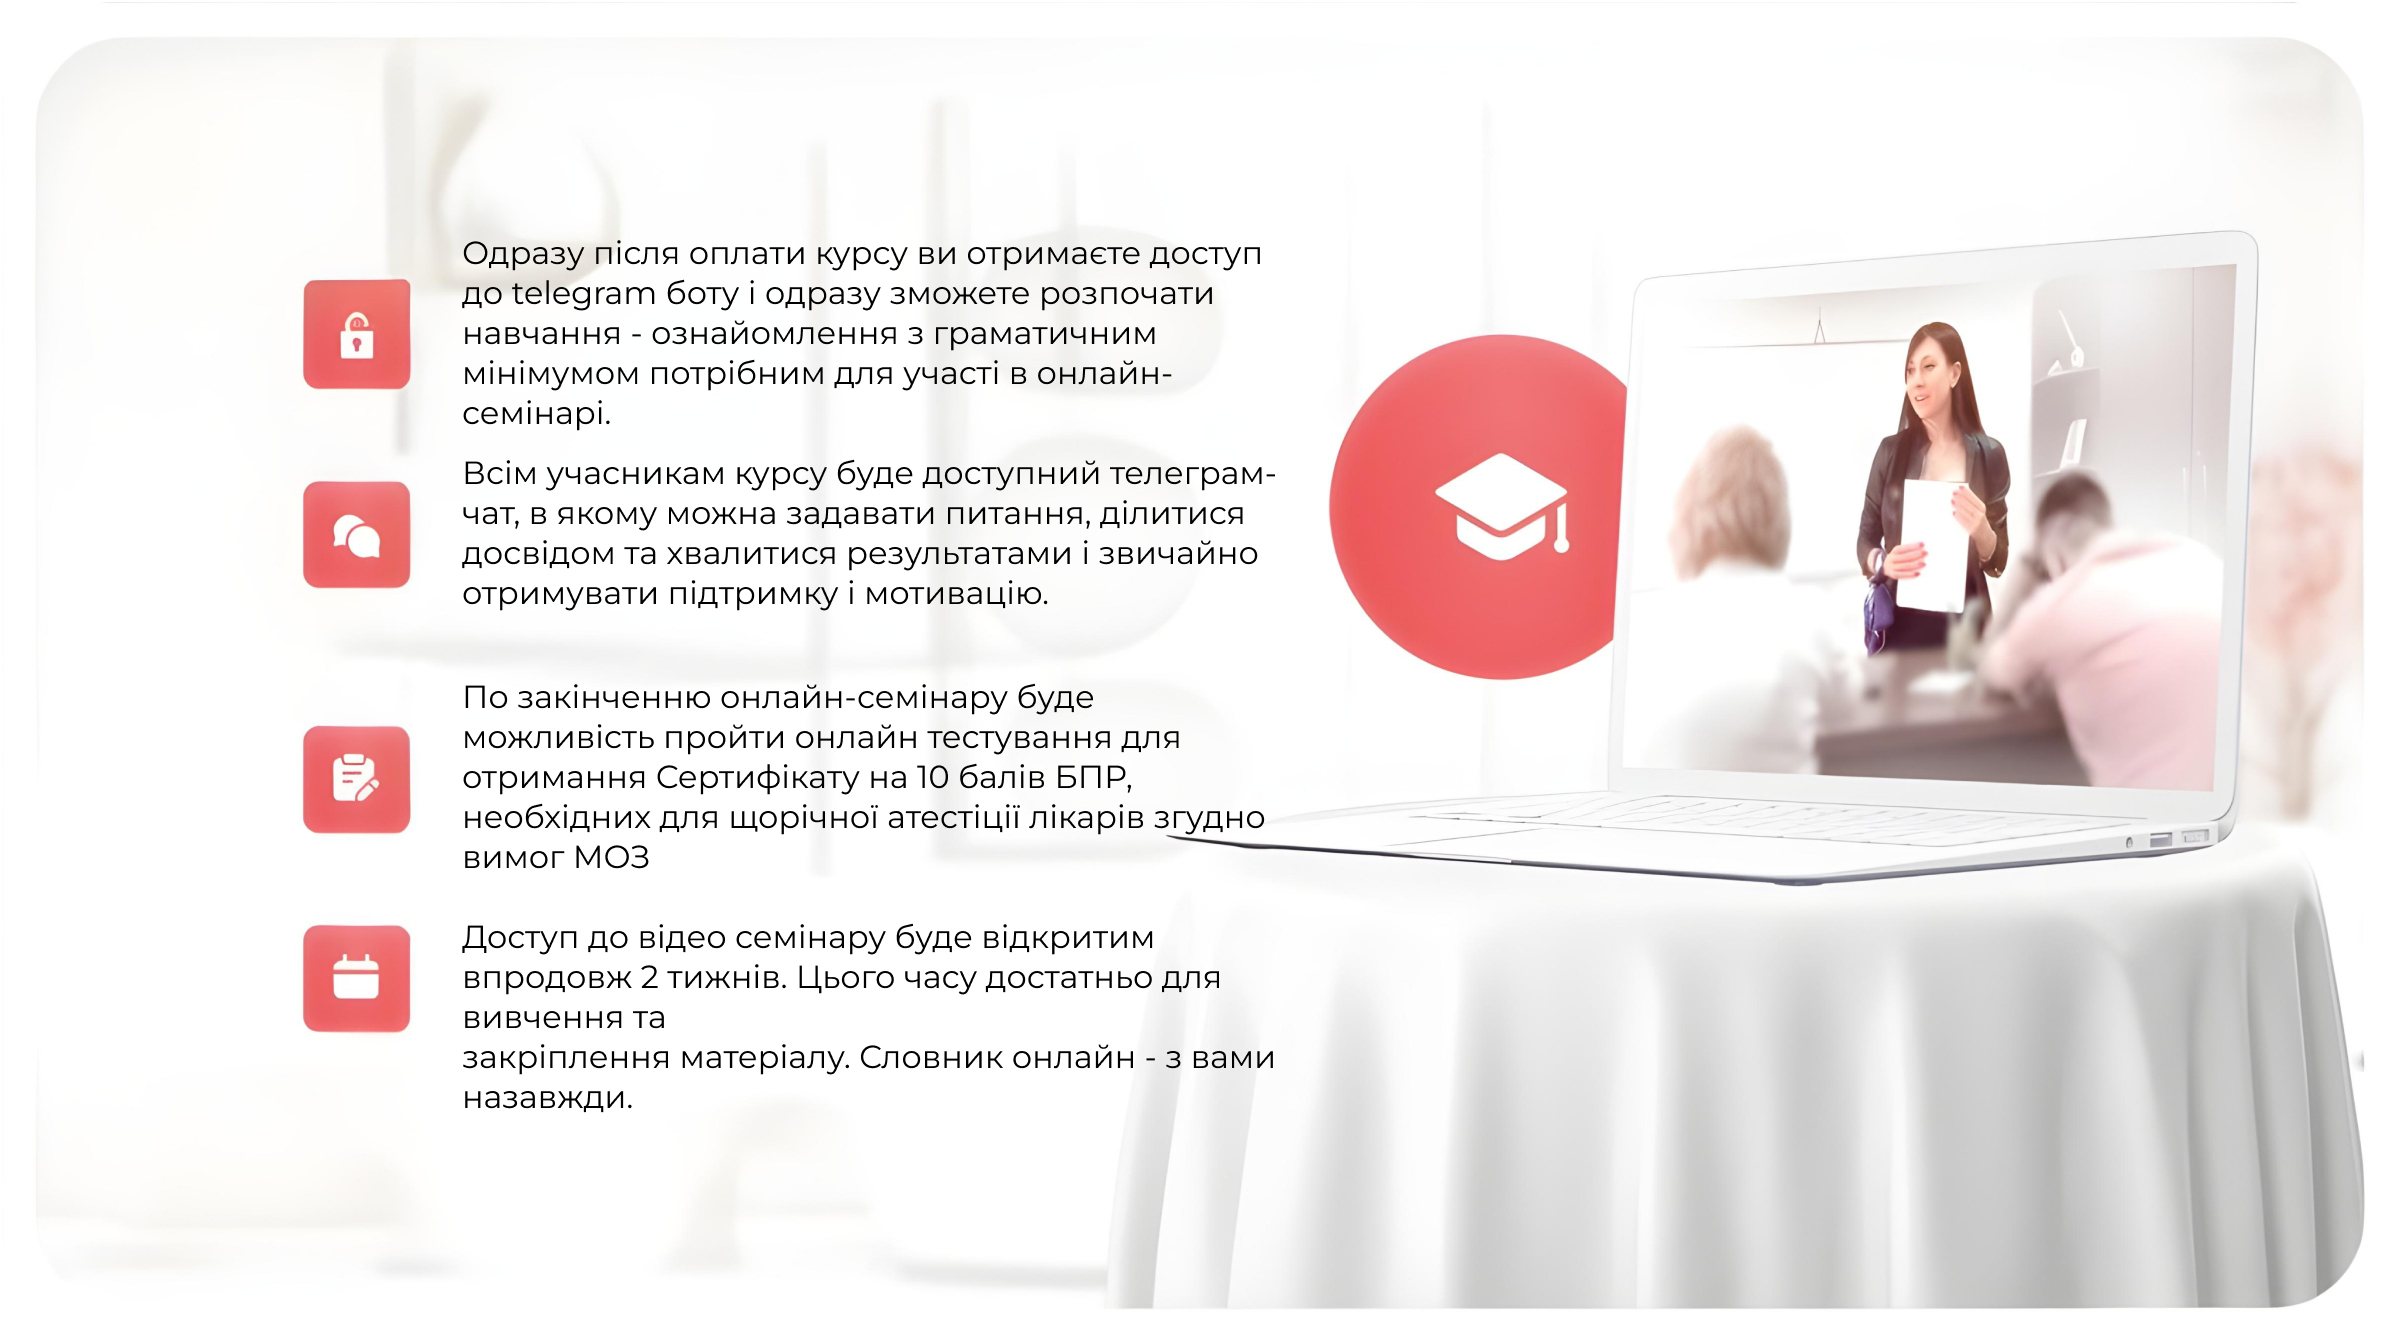 Одразу після оплати курсу ви отримаєте доступ
до telegram боту і одразу зможете розпочати
навчання - ознайомлення з граматичним
мінімумом потрібним для участі в онлайн-
семінарі.
Всім учасникам курсу буде доступний телеграм-
чат, в якому можна задавати питання, ділитися
досвідом та хвалитися результатами і звичайно
отримувати підтримку і мотивацію.
По закінченню онлайн-семінару буде
можливість пройти онлайн тестування для
отримання Сертифікату на 10 балів БПР,
необхідних для щорічної атестіції лікарів згудно
вимог МОЗ
Доступ до відео семінару буде відкритим
впродовж 2 тижнів. Цього часу достатньо для
вивчення та
закріплення матеріалу. Словник онлайн - з вами
назавжди.